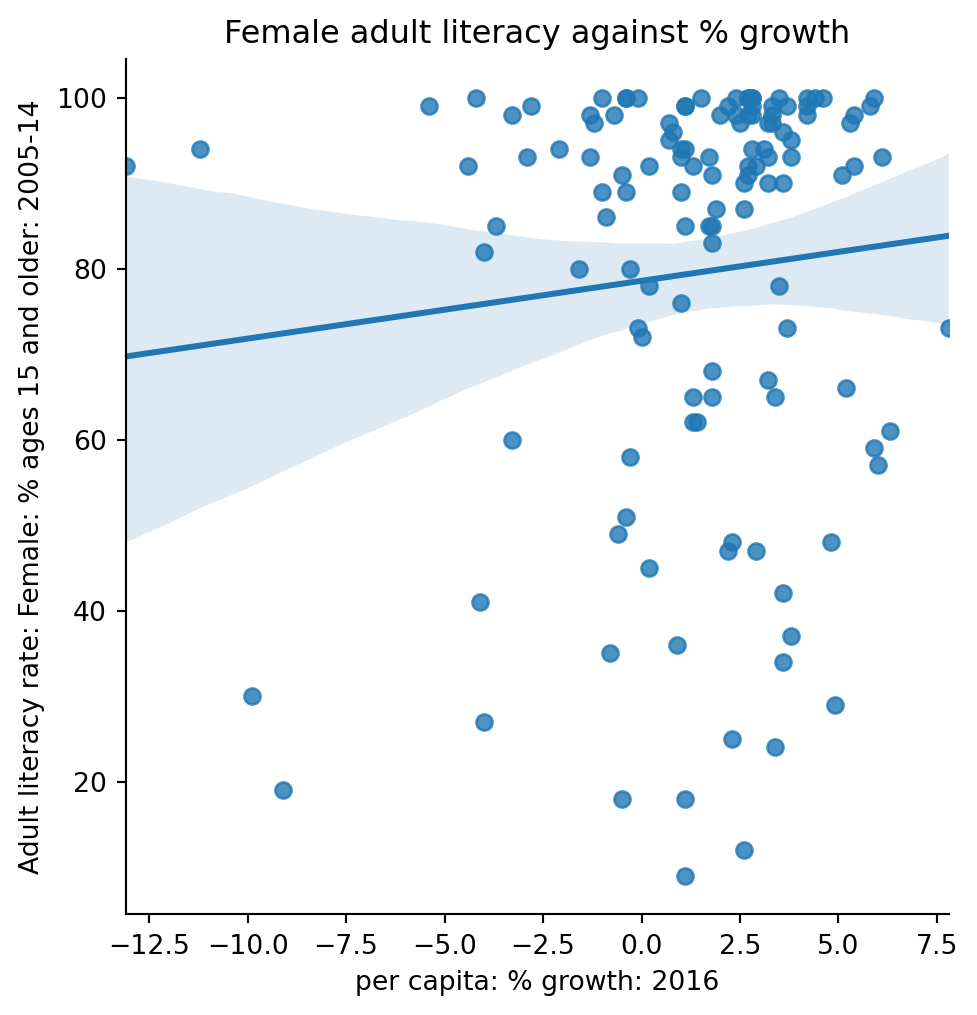 Female adult literacy against % growth
Adult literacy rate: Female: % ages 15 and older: 2005-14
100
80
60
40
20
−12.5 −10.0 −7.5 −5.0 −2.5 0.0 2.5 5.0 7.5
per capita: % growth: 2016